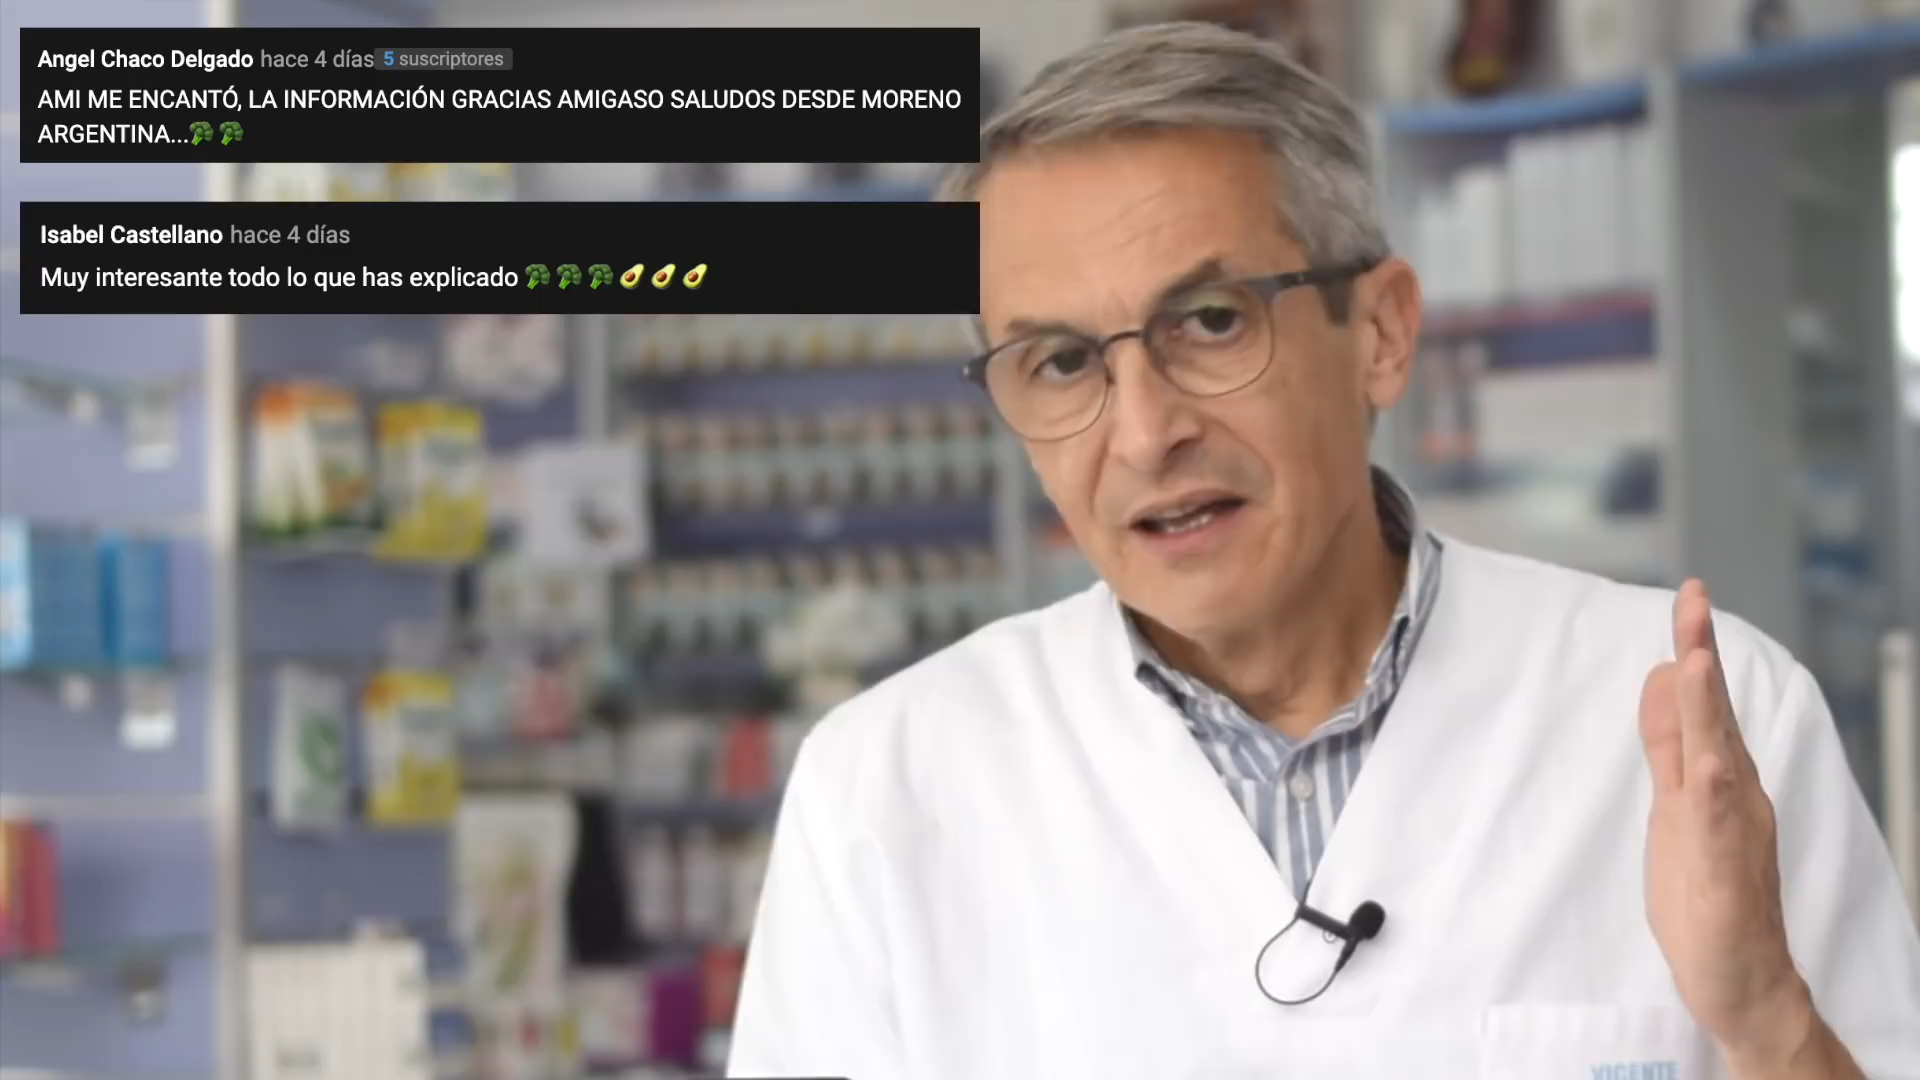 Angel Chaco Delgado hace 4 días 5 suscriptores
AMI ME ENCANTÓ, LA INFORMACIÓN GRACIAS AMIGASO SALUDOS DESDE MORENO
ARGENTINA...🥦🥦
Isabel Castellano hace 4 días
Muy interesante todo lo que has explicado 🥦🥦🥦🥑🥑🥑
VICENTE